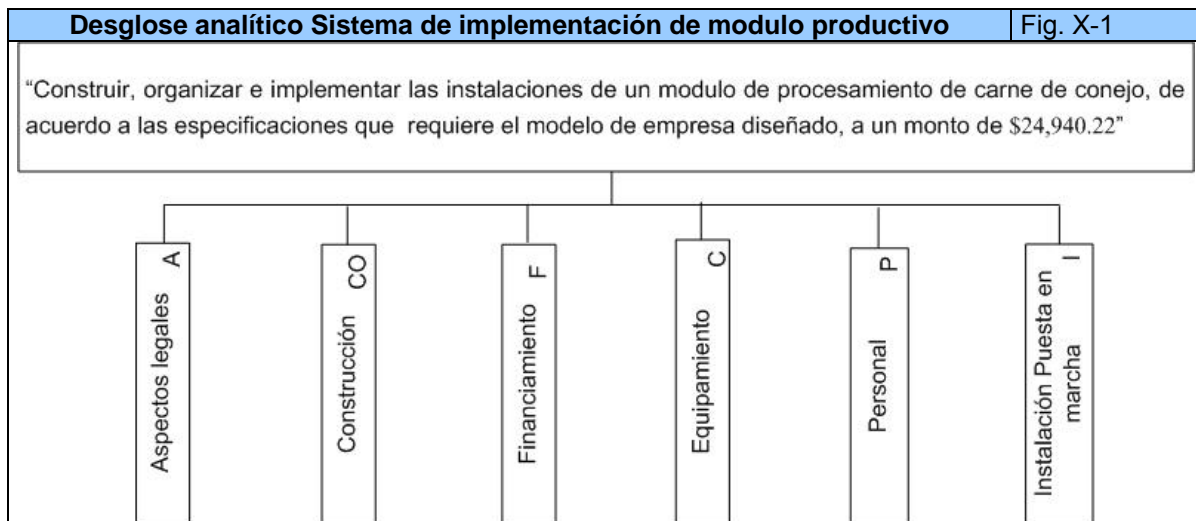 Desglose analítico Sistema de implementación de modulo productivo
Fig. X-1
“Construir, organizar e implementar las instalaciones de un modulo de procesamiento de carne de conejo, de
acuerdo a las especificaciones que requiere el modelo de empresa diseñado, a un monto de $24,940.22”
Aspectos legales
A
Construcción
CO
Financiamiento
F
Equipamiento
C
Personal
P
Instalación Puesta en
marcha
I